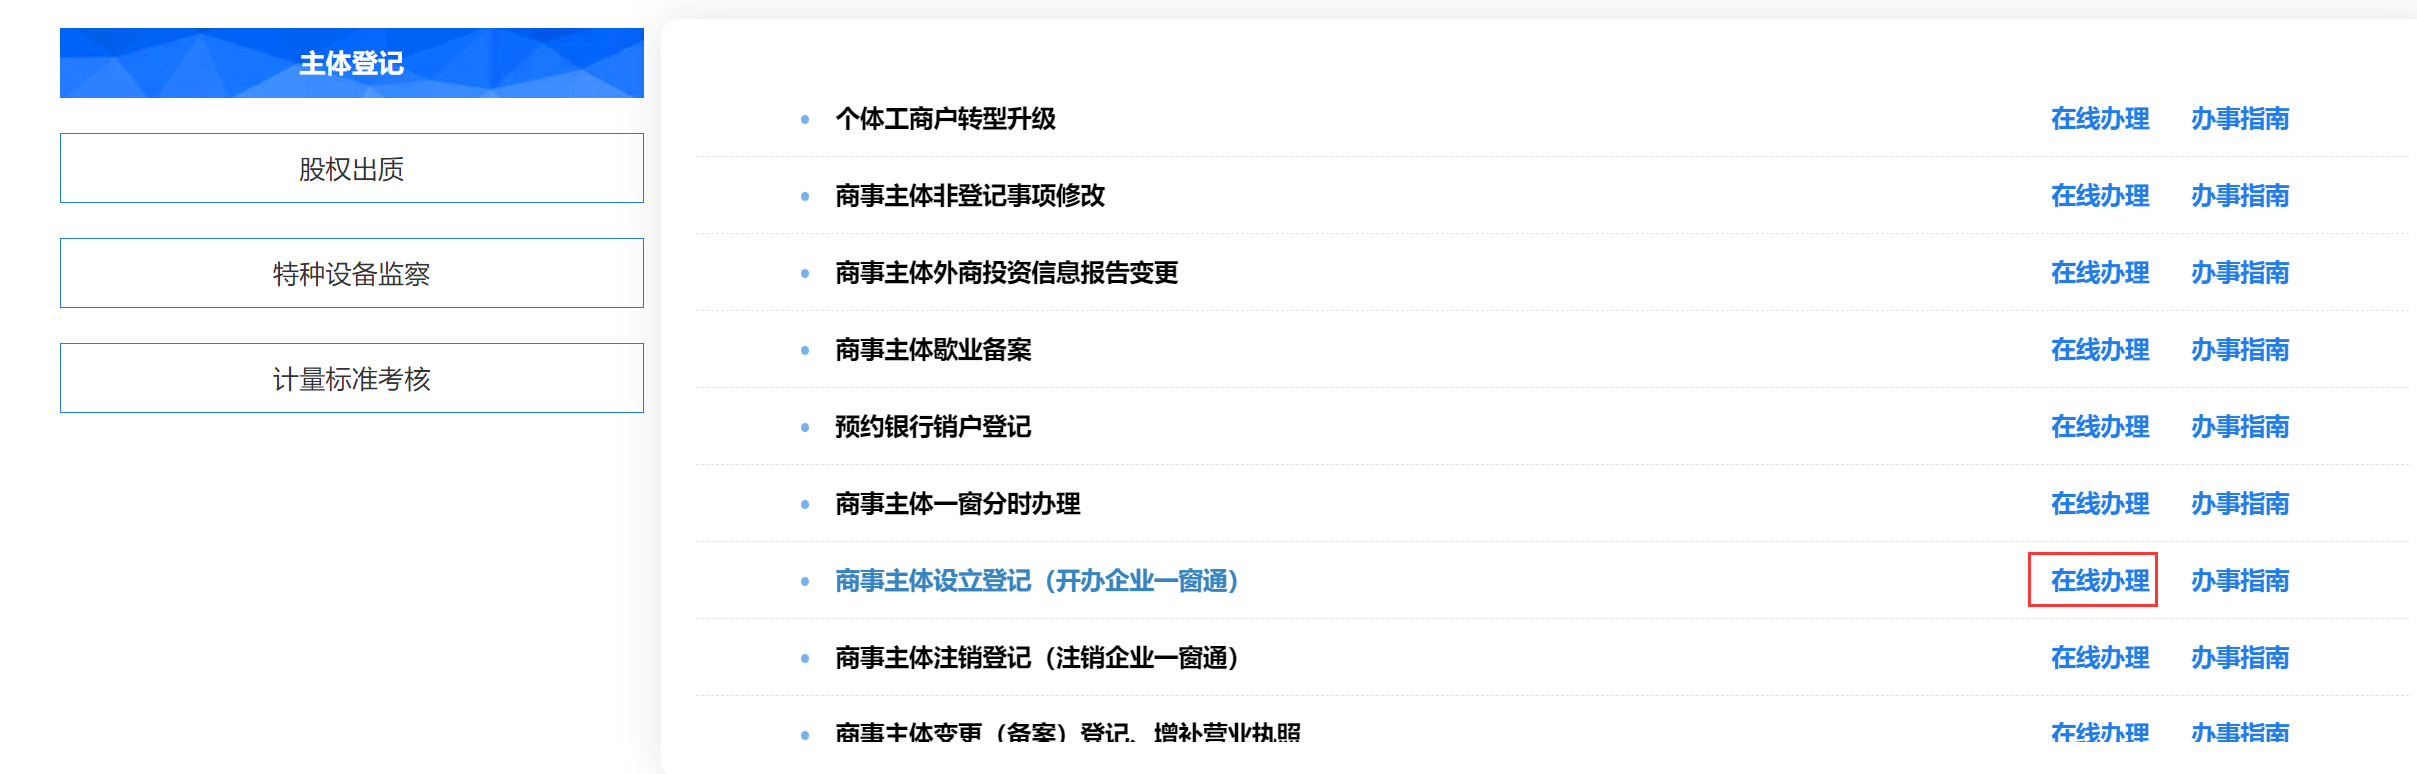 主体登记
股权出质
特种设备监察
计量标准考核
个体工商户转型升级 在线办理 办事指南
商事主体非登记事项修改 在线办理 办事指南
商事主体外商投资信息报告变更 在线办理 办事指南
商事主体歇业备案 在线办理 办事指南
预约银行销户登记 在线办理 办事指南
商事主体一窗分时办理 在线办理 办事指南
商事主体设立登记（开办企业一窗通） 在线办理 办事指南
商事主体注销登记（注销企业一窗通） 在线办理 办事指南
商事主体变更（备案）登记、增补营业执照 在线办理 办事指南